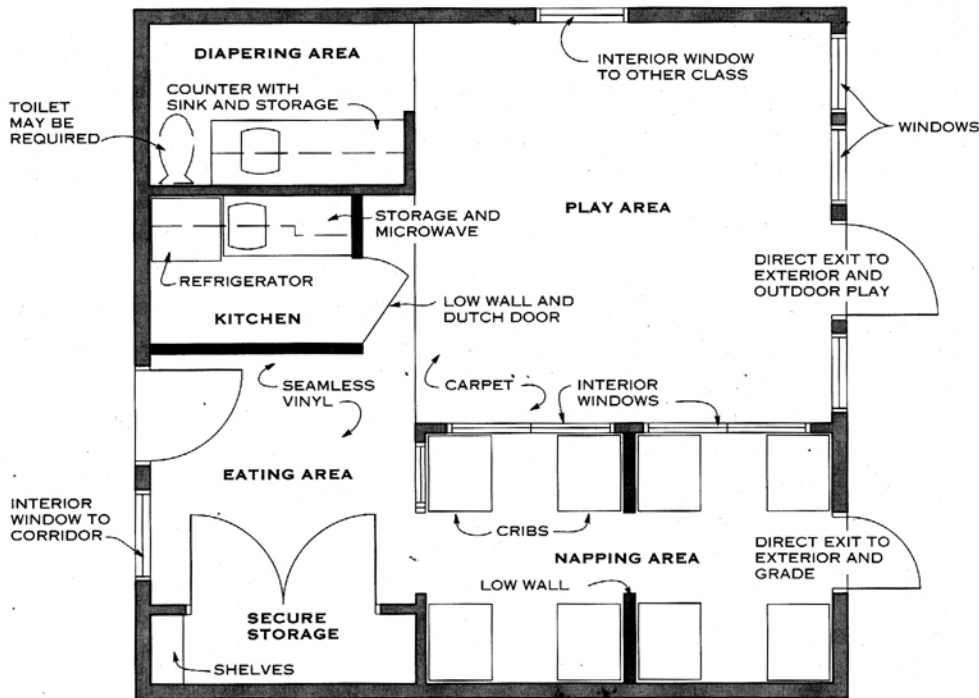 DIAPERING AREA
COUNTER WITH
SINK AND STORAGE
TOILET
MAY BE
REQUIRED
INTERIOR WINDOW
TO OTHER CLASS
WINDOWS
PLAY AREA
STORAGE AND
MICROWAVE
REFRIGERATOR
KITCHEN
LOW WALL AND
DUTCH DOOR
DIRECT EXIT TO
EXTERIOR AND
OUTDOOR PLAY
SEAMLESS
VINYL
CARPET
INTERIOR
WINDOWS
EATING AREA
INTERIOR
WINDOW TO
CORRIDOR
CRIBS
NAPPING AREA
DIRECT EXIT TO
EXTERIOR AND
GRADE
LOW WALL
SECURE
STORAGE
SHELVES